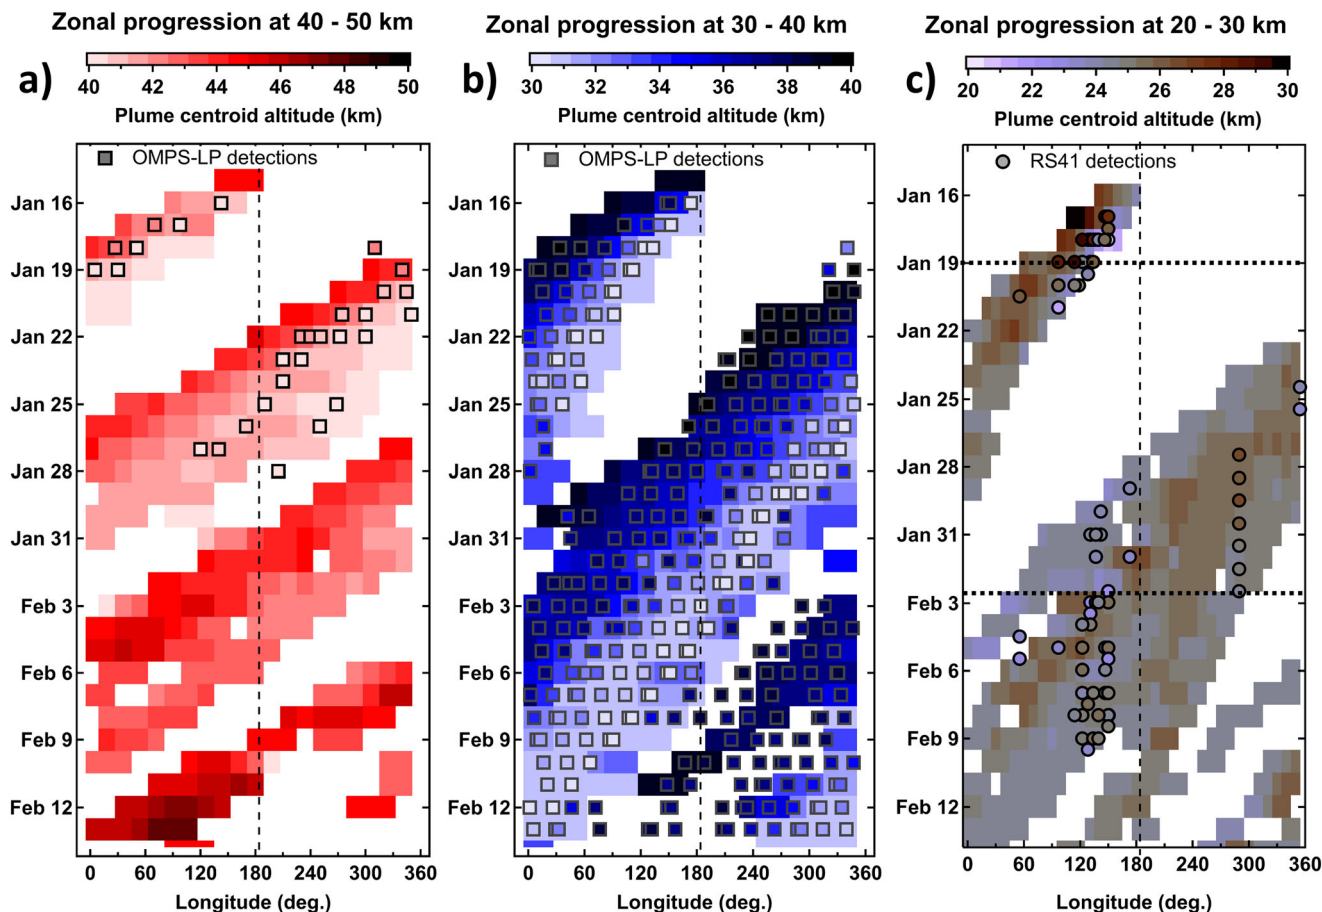 Zonal progression at 40 - 50 km
a)
40 42 44 46 48 50
Plume centroid altitude (km)
OMPS-LP detections
Jan 16
Jan 19
Jan 22
Jan 25
Jan 28
Jan 31
Feb 3
Feb 6
Feb 9
Feb 12
0 60 120 180 240 300 360
Longitude (deg.)
Zonal progression at 30 - 40 km
b)
30 32 34 36 38 40
Plume centroid altitude (km)
OMPS-LP detections
Jan 16
Jan 19
Jan 22
Jan 25
Jan 28
Jan 31
Feb 3
Feb 6
Feb 9
Feb 12
0 60 120 180 240 300 360
Longitude (deg.)
Zonal progression at 20 - 30 km
c)
20 22 24 26 28 30
Plume centroid altitude (km)
RS41 detections
Jan 16
Jan 19
Jan 22
Jan 25
Jan 28
Jan 31
Feb 3
Feb 6
Feb 9
Feb 12
0 60 120 180 240 300 360
Longitude (deg.)